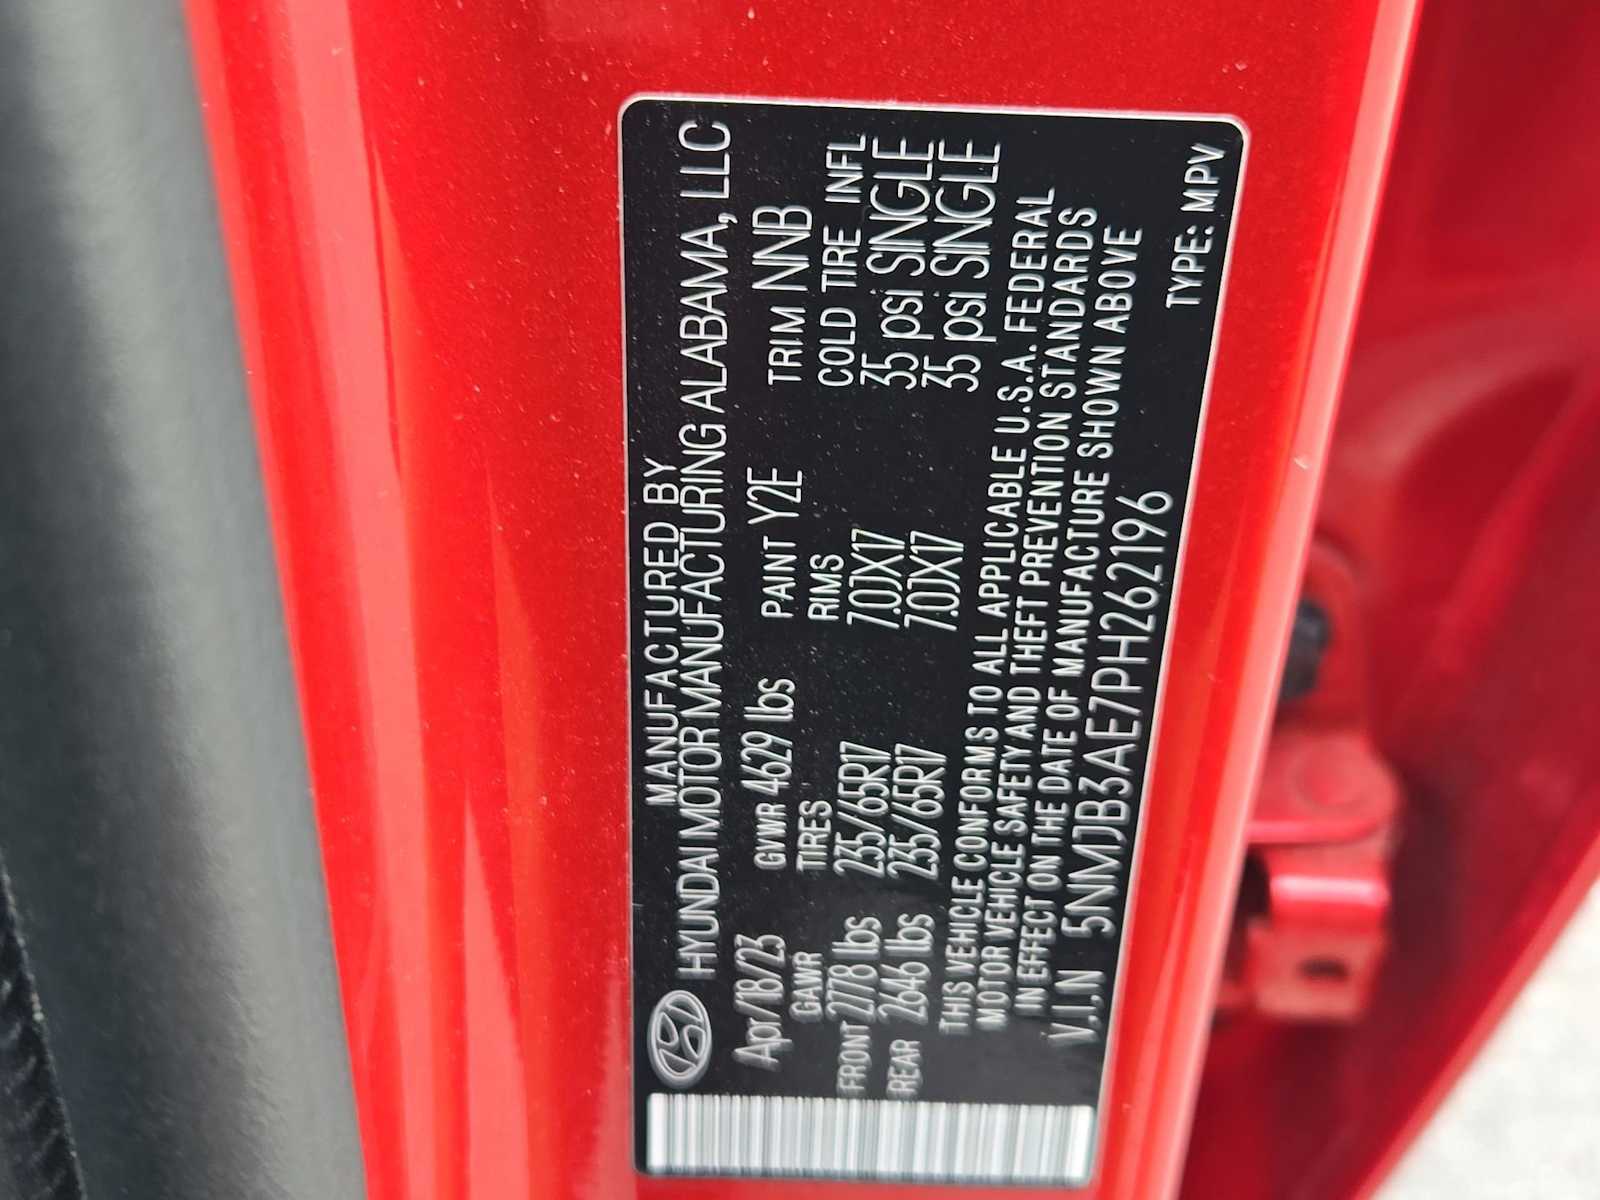 MANUFACTURED BY
HYUNDAI MOTOR MANUFACTURING ALABAMA, LLC
Apr/18/23 GVWR 4629 lbs PAINT Y2E TRIM NNB
GAWR TIRES RIMS COLD TIRE INFL
FRONT 2778 lbs 235/65R17 7.0JX17 35 psi SINGLE
REAR 2646 lbs 235/65R17 7.0JX17 35 psi SINGLE
THIS VEHICLE CONFORMS TO ALL APPLICABLE U.S.A. FEDERAL
MOTOR VEHICLE SAFETY AND THEFT PREVENTION STANDARDS
IN EFFECT ON THE DATE OF MANUFACTURE SHOWN ABOVE
V.I.N 5NMJB3AE7PH262196
TYPE: MPV